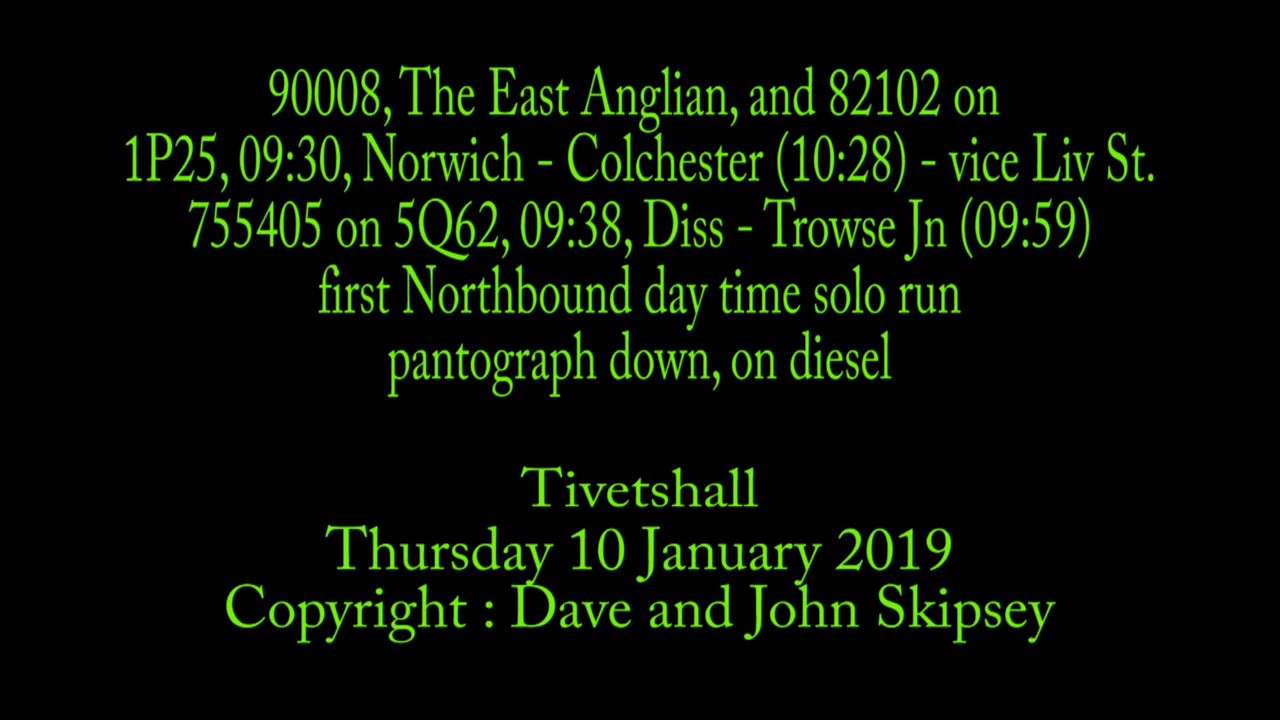 90008, The East Anglian, and 82102 on
1P25, 09:30, Norwich - Colchester (10:28) - vice Liv St.
755405 on 5Q62, 09:38, Diss - Trowse Jn (09:59)
first Northbound day time solo run
pantograph down, on diesel
Tivetshall
Thursday 10 January 2019
Copyright : Dave and John Skipsey